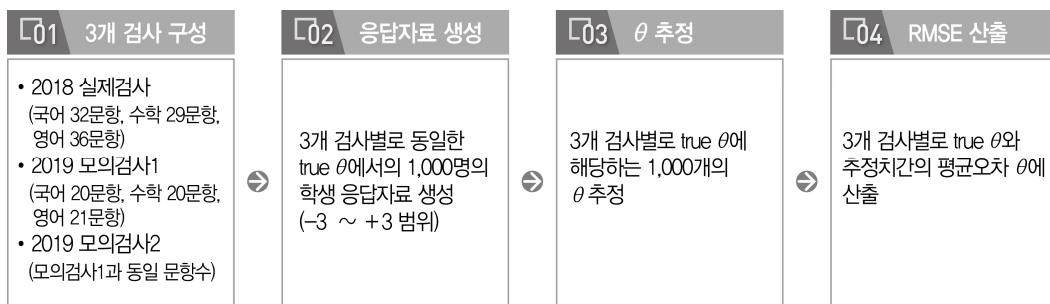 01 3개 검사 구성
• 2018 실제검사
(국어 32문항, 수학 29문항,
영어 36문항)
• 2019 모의검사1
(국어 20문항, 수학 20문항,
영어 21문항)
• 2019 모의검사2
(모의검사1과 동일 문항수)
02 응답자료 생성
3개 검사별로 동일한
true θ에서의 1,000명의
학생 응답자료 생성
(−3 ~ +3 범위)
03 θ 추정
3개 검사별로 true θ에
해당하는 1,000개의
θ 추정
04 RMSE 산출
3개 검사별로 true θ와
추정치간의 평균오차 θ에
산출